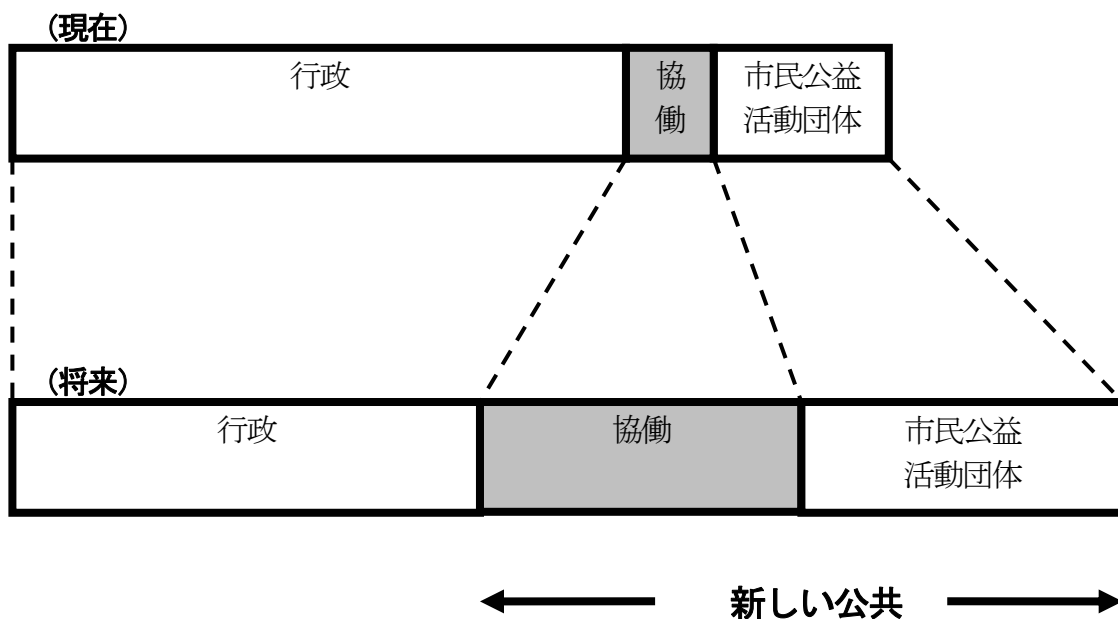 （現在）
行政
協
働
市民公益
活動団体
（将来）
行政
協働
市民公益
活動団体
新しい公共